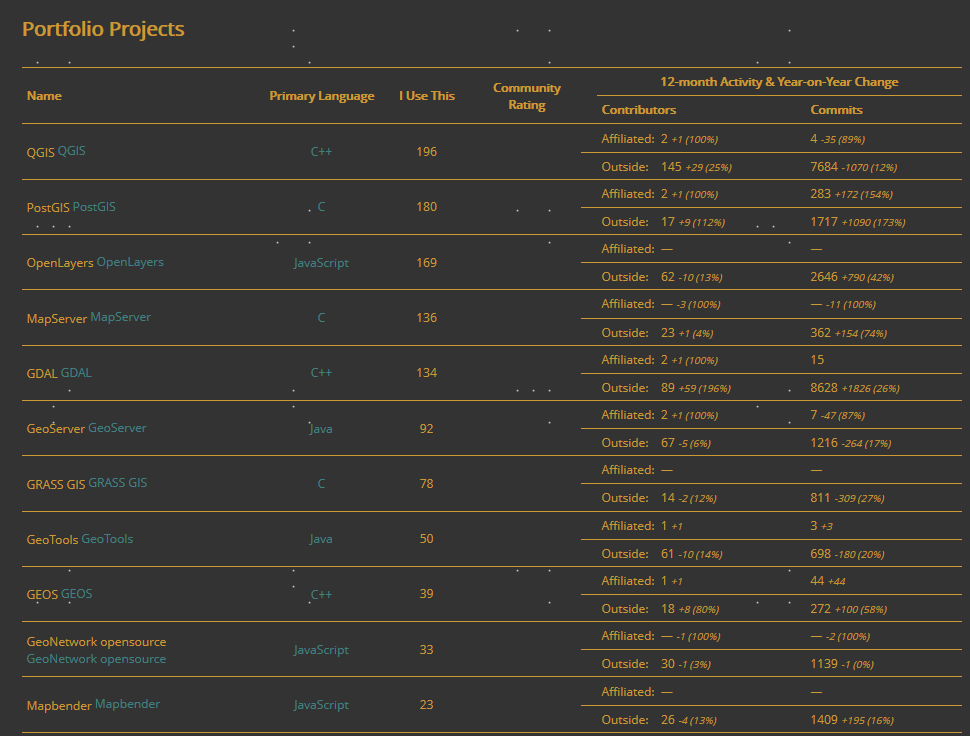 Portfolio Projects
12-month Activity & Year-on-Year Change
Name Primary Language I Use This Community Rating
Contributors Commits
QGIS QGIS C++ 196
Affiliated: 2 +1 (100%) 4 -35 (89%)
Outside: 145 +29 (25%) 7684 -1070 (12%)
PostGIS PostGIS C 180
Affiliated: 2 +1 (100%) 283 +172 (154%)
Outside: 17 +9 (112%) 1717 +1090 (173%)
OpenLayers OpenLayers JavaScript 169
Affiliated: — —
Outside: 62 -10 (13%) 2646 +790 (42%)
MapServer MapServer C 136
Affiliated: — -3 (100%) — -11 (100%)
Outside: 23 +1 (4%) 362 +154 (74%)
GDAL GDAL C++ 134
Affiliated: 2 +1 (100%) 15
Outside: 89 +59 (196%) 8628 +1826 (26%)
GeoServer GeoServer Java 92
Affiliated: 2 +1 (100%) 7 -47 (87%)
Outside: 67 -5 (6%) 1216 -264 (17%)
GRASS GIS GRASS GIS C 78
Affiliated: — —
Outside: 14 -2 (12%) 811 -309 (27%)
GeoTools GeoTools Java 50
Affiliated: 1 +1 3 +3
Outside: 61 -10 (14%) 698 -180 (20%)
GEOS GEOS C++ 39
Affiliated: 1 +1 44 +44
Outside: 18 +8 (80%) 272 +100 (58%)
GeoNetwork opensource
GeoNetwork opensource JavaScript 33
Affiliated: — -1 (100%) — -2 (100%)
Outside: 30 -1 (3%) 1139 -1 (0%)
Mapbender Mapbender JavaScript 23
Affiliated: — —
Outside: 26 -4 (13%) 1409 +195 (16%)